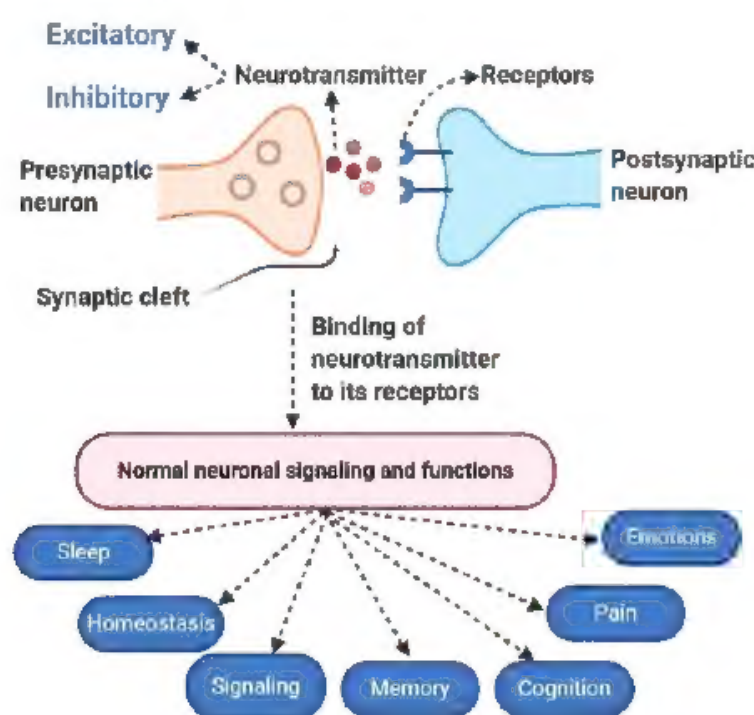 Excitatory
Inhibitory
Neurotransmitter
Receptors
Presynaptic
neuron
Postsynaptic
neuron
Synaptic cleft
Binding of
neurotransmitter
to its receptors
Normal neuronal signaling and functions
Sleep
Emotions
Homeostasis
Pain
Signaling
Memory
Cognition